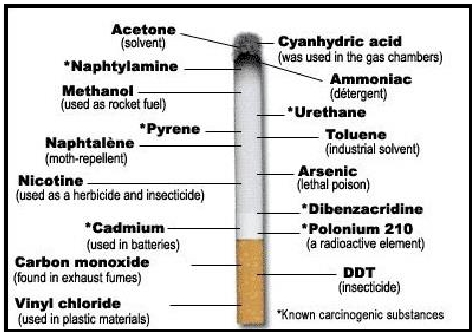 Acetone
(solvent)
*Naphtylamine
Methanol
(used as rocket fuel)
*Pyrene
Naphtalène
(moth-repellent)
Nicotine
(used as a herbicide and insecticide)
*Cadmium
(used in batteries)
Carbon monoxide
(found in exhaust fumes)
Vinyl chloride
(used in plastic materials)
Cyanhydric acid
(was used in the gas chambers)
Ammoniac
(détergent)
*Urethane
Toluene
(industrial solvent)
Arsenic
(lethal poison)
*Dibenzacridine
*Polonium 210
(a radioactive element)
DDT
(insecticide)
*Known carcinogenic substances